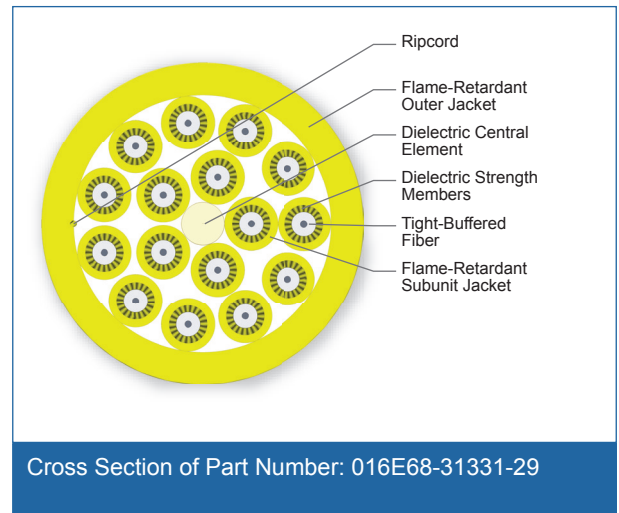 Ripcord
Flame-Retardant
Outer Jacket
Dielectric Central
Element
Dielectric Strength
Members
Tight-Buffered
Fiber
Flame-Retardant
Subunit Jacket
Cross Section of Part Number: 016E68-31331-29